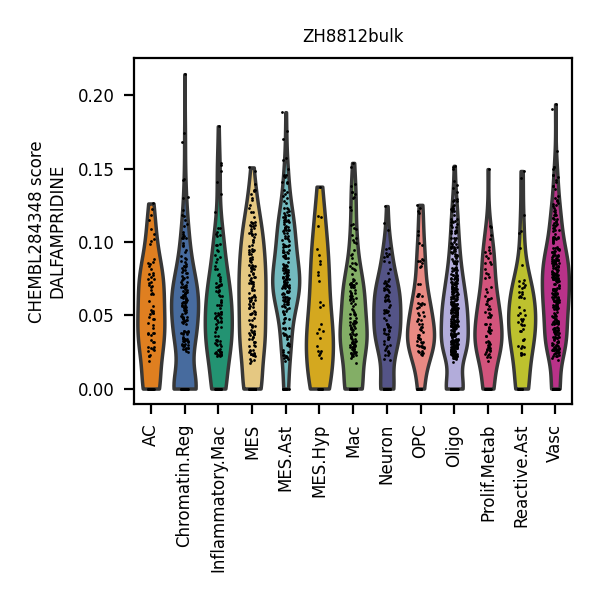 ZH8812bulk
CHEMBL284348 score
DALFAMPRIDINE
0.20
0.15
0.10
0.05
0.00
AC
Chromatin.Reg
Inflammatory.Mac
MES
MES.Ast
MES.Hyp
Mac
Neuron
OPC
Oligo
Prolif.Metab
Reactive.Ast
Vasc